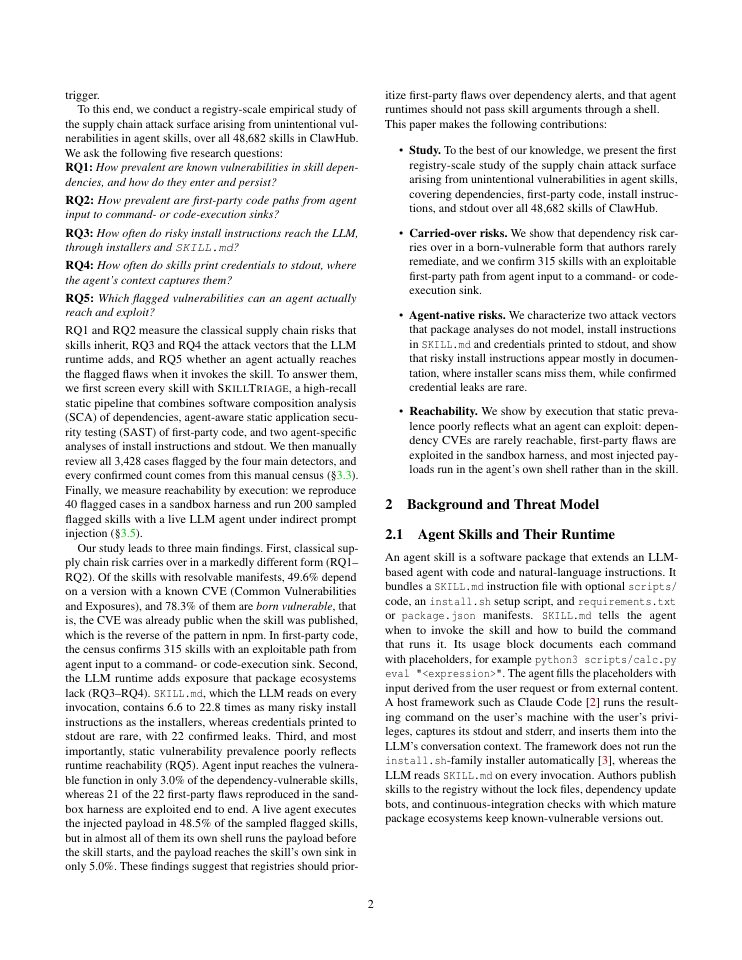 trigger.
To this end, we conduct a registry-scale empirical study of
the supply chain attack surface arising from unintentional vul-
nerabilities in agent skills, over all 48,682 skills in ClawHub.
We ask the following five research questions:
RQ1: How prevalent are known vulnerabilities in skill depen-
dencies, and how do they enter and persist?
RQ2: How prevalent are first-party code paths from agent
input to command- or code-execution sinks?
RQ3: How often do risky install instructions reach the LLM,
through installers and SKILL.md?
RQ4: How often do skills print credentials to stdout, where
the agent's context captures them?
RQ5: Which flagged vulnerabilities can an agent actually
reach and exploit?
RQ1 and RQ2 measure the classical supply chain risks that
skills inherit, RQ3 and RQ4 the attack vectors that the LLM
runtime adds, and RQ5 whether an agent actually reaches
the flagged flaws when it invokes the skill. To answer them,
we first screen every skill with SKILLTRIAGE, a high-recall
static pipeline that combines software composition analysis
(SCA) of dependencies, agent-aware static application secu-
rity testing (SAST) of first-party code, and two agent-specific
analyses of install instructions and stdout. We then manually
review all 3,428 cases flagged by the four main detectors, and
every confirmed count comes from this manual census (§3.3).
Finally, we measure reachability by execution: we reproduce
40 flagged cases in a sandbox harness and run 200 sampled
flagged skills with a live LLM agent under indirect prompt
injection (§3.5).
Our study leads to three main findings. First, classical sup-
ply chain risk carries over in a markedly different form (RQ1–
RQ2). Of the skills with resolvable manifests, 49.6% depend
on a version with a known CVE (Common Vulnerabilities
and Exposures), and 78.3% of them are born vulnerable, that
is, the CVE was already public when the skill was published,
which is the reverse of the pattern in npm. In first-party code,
the census confirms 315 skills with an exploitable path from
agent input to a command- or code-execution sink. Second,
the LLM runtime adds exposure that package ecosystems
lack (RQ3–RQ4). SKILL.md, which the LLM reads on every
invocation, contains 6.6 to 22.8 times as many risky install
instructions as the installers, whereas credentials printed to
stdout are rare, with 22 confirmed leaks. Third, and most
importantly, static vulnerability prevalence poorly reflects
runtime reachability (RQ5). Agent input reaches the vulnera-
ble function in only 3.0% of the dependency-vulnerable skills,
whereas 21 of the 22 first-party flaws reproduced in the sand-
box harness are exploited end to end. A live agent executes
the injected payload in 48.5% of the sampled flagged skills,
but in almost all of them its own shell runs the payload before
the skill starts, and the payload reaches the skill's own sink in
only 5.0%. These findings suggest that registries should prior-
itize first-party flaws over dependency alerts, and that agent
runtimes should not pass skill arguments through a shell.
This paper makes the following contributions:
• Study. To the best of our knowledge, we present the first
registry-scale study of the supply chain attack surface
arising from unintentional vulnerabilities in agent skills,
covering dependencies, first-party code, install instruc-
tions, and stdout over all 48,682 skills of ClawHub.
• Carried-over risks. We show that dependency risk car-
ries over in a born-vulnerable form that authors rarely
remediate, and we confirm 315 skills with an exploitable
first-party path from agent input to a command- or code-
execution sink.
• Agent-native risks. We characterize two attack vectors
that package analyses do not model, install instructions
in SKILL.md and credentials printed to stdout, and show
that risky install instructions appear mostly in documen-
tation, where installer scans miss them, while confirmed
credential leaks are rare.
• Reachability. We show by execution that static preva-
lence poorly reflects what an agent can exploit: depen-
dency CVEs are rarely reachable, first-party flaws are
exploited in the sandbox harness, and most injected pay-
loads run in the agent's own shell rather than in the skill.
2 Background and Threat Model
2.1 Agent Skills and Their Runtime
An agent skill is a software package that extends an LLM-
based agent with code and natural-language instructions. It
bundles a SKILL.md instruction file with optional scripts/
code, an install.sh setup script, and requirements.txt
or package.json manifests. SKILL.md tells the agent
when to invoke the skill and how to build the command
that runs it. Its usage block documents each command
with placeholders, for example python3 scripts/calc.py
eval "<expression>". The agent fills the placeholders with
input derived from the user request or from external content.
A host framework such as Claude Code [2] runs the result-
ing command on the user's machine with the user's privi-
leges, captures its stdout and stderr, and inserts them into the
LLM's conversation context. The framework does not run the
install.sh-family installer automatically [3], whereas the
LLM reads SKILL.md on every invocation. Authors publish
skills to the registry without the lock files, dependency update
bots, and continuous-integration checks with which mature
package ecosystems keep known-vulnerable versions out.
2